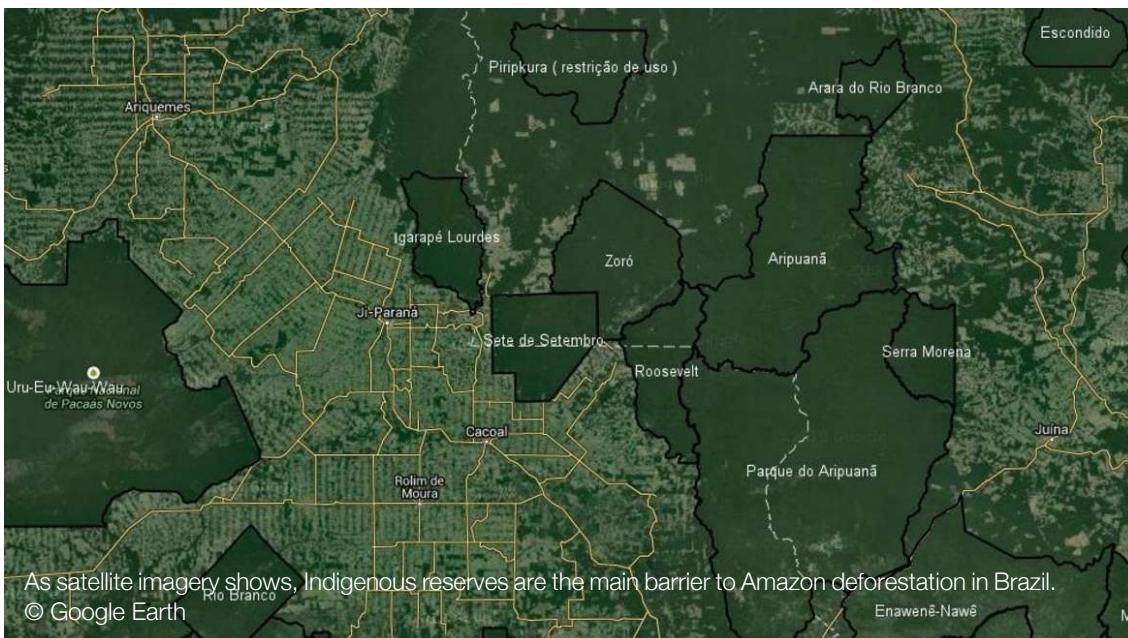 Escondido
Piripkura ( restrição de uso )
Arara do Rio Branco
Ariquemes
Igarapé Lourdes
Zoró
Aripuanã
Ji-Paraná
Sete de Setembro
Serra Morena
Roosevelt
Uru-Eu-Wau-Wau
Parque Nacional
de Pacaás Novos
Juína
Cacoal
Parque do Aripuanã
Rolim de
Moura
As satellite imagery shows, Indigenous reserves are the main barrier to Amazon deforestation in Brazil.
© Google Earth
Rio Branco
Enawenê-Nawê